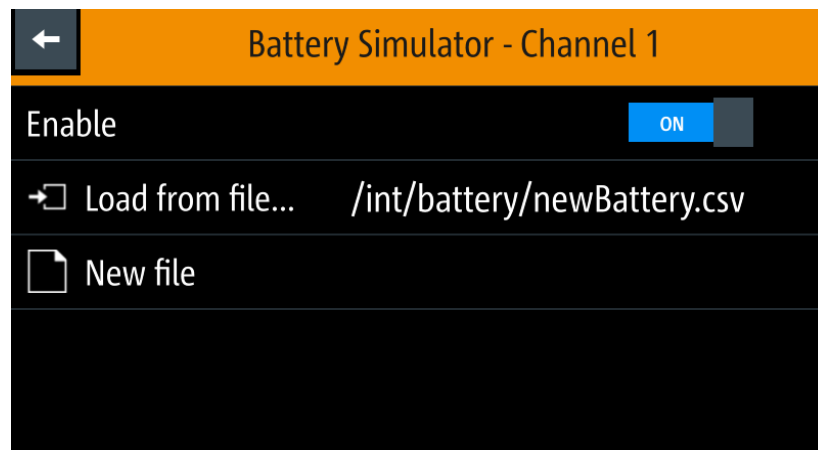 Battery Simulator - Channel 1
Enable ON
Load from file... /int/battery/newBattery.csv
New file